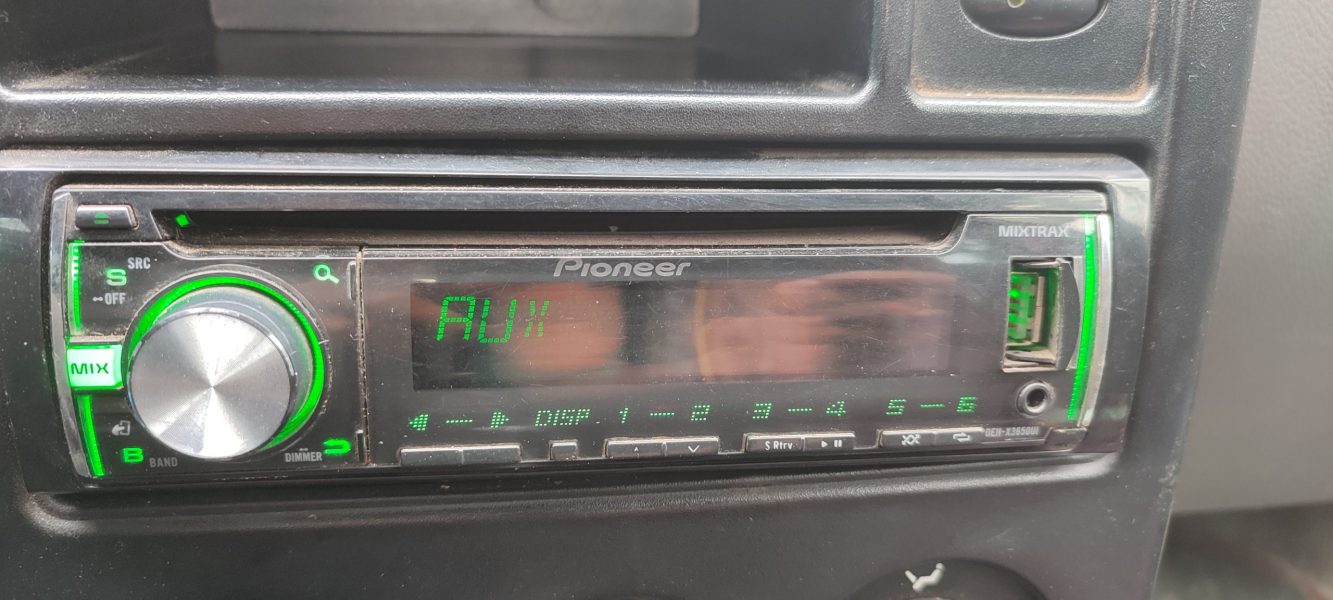 MIXTRAX
Pioneer
SRC
S
OFF
AUX
MIX
DISP 1 2 3 4 5 6
B BAND
DIMMER
S Rtrv
DEH-X3650UI